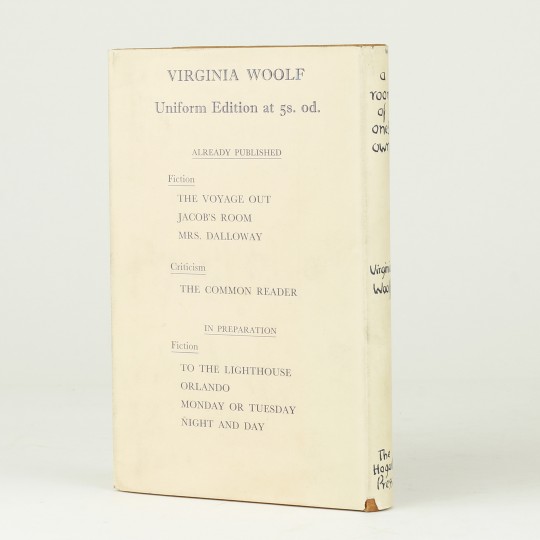 VIRGINIA WOOLF
Uniform Edition at 5s. od.
ALREADY PUBLISHED
Fiction
THE VOYAGE OUT
JACOB'S ROOM
MRS. DALLOWAY
Criticism
THE COMMON READER
IN PREPARATION
Fiction
TO THE LIGHTHOUSE
ORLANDO
MONDAY OR TUESDAY
NIGHT AND DAY
a
room
of
one's
own
Virginia
Woolf
The
Hogarth
Press